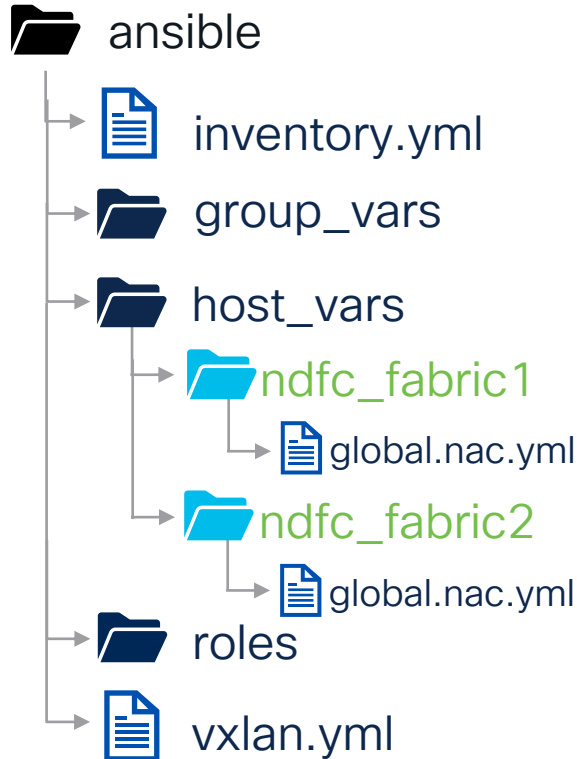 ansible
inventory.yml
group_vars
host_vars
ndfc_fabric1
global.nac.yml
ndfc_fabric2
global.nac.yml
roles
vxlan.yml